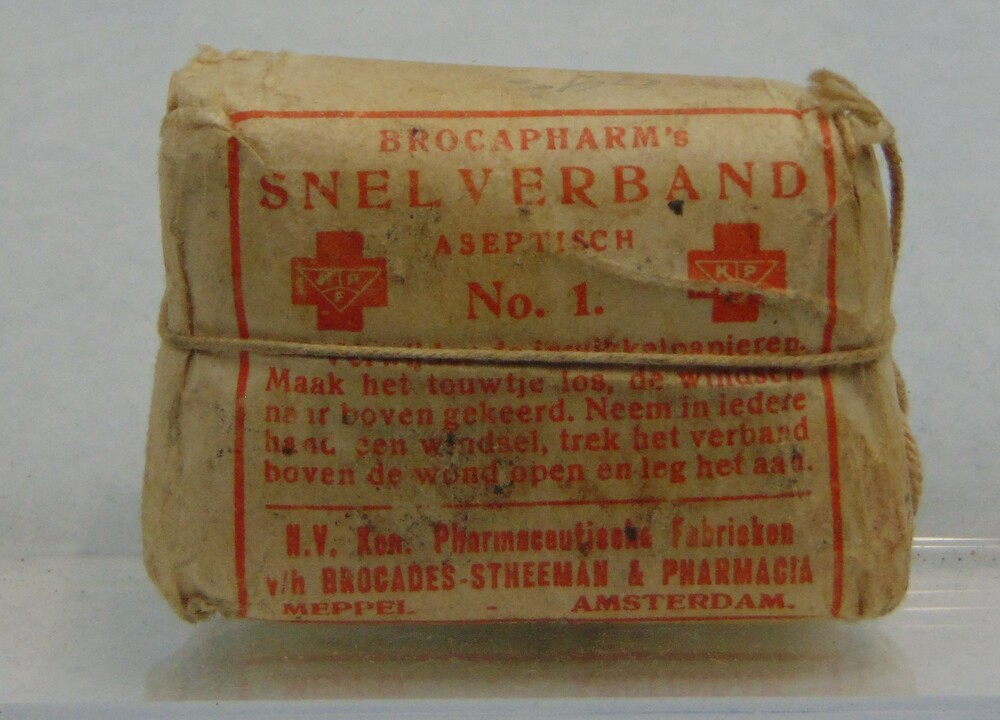 BROCAPHARM's
SNELVERBAND
ASEPTISCH
K P
F
K P
No. 1.
Maak het touwtje los, de windsels
naar boven gekeerd. Neem in iedere
hand een windsel, trek het verband
boven de wond open en leg het aan.
N.V. Kon. Pharmaceutische Fabrieken
v/h BROCADES-STHEEMAN & PHARMACIA
MEPPEL - AMSTERDAM.